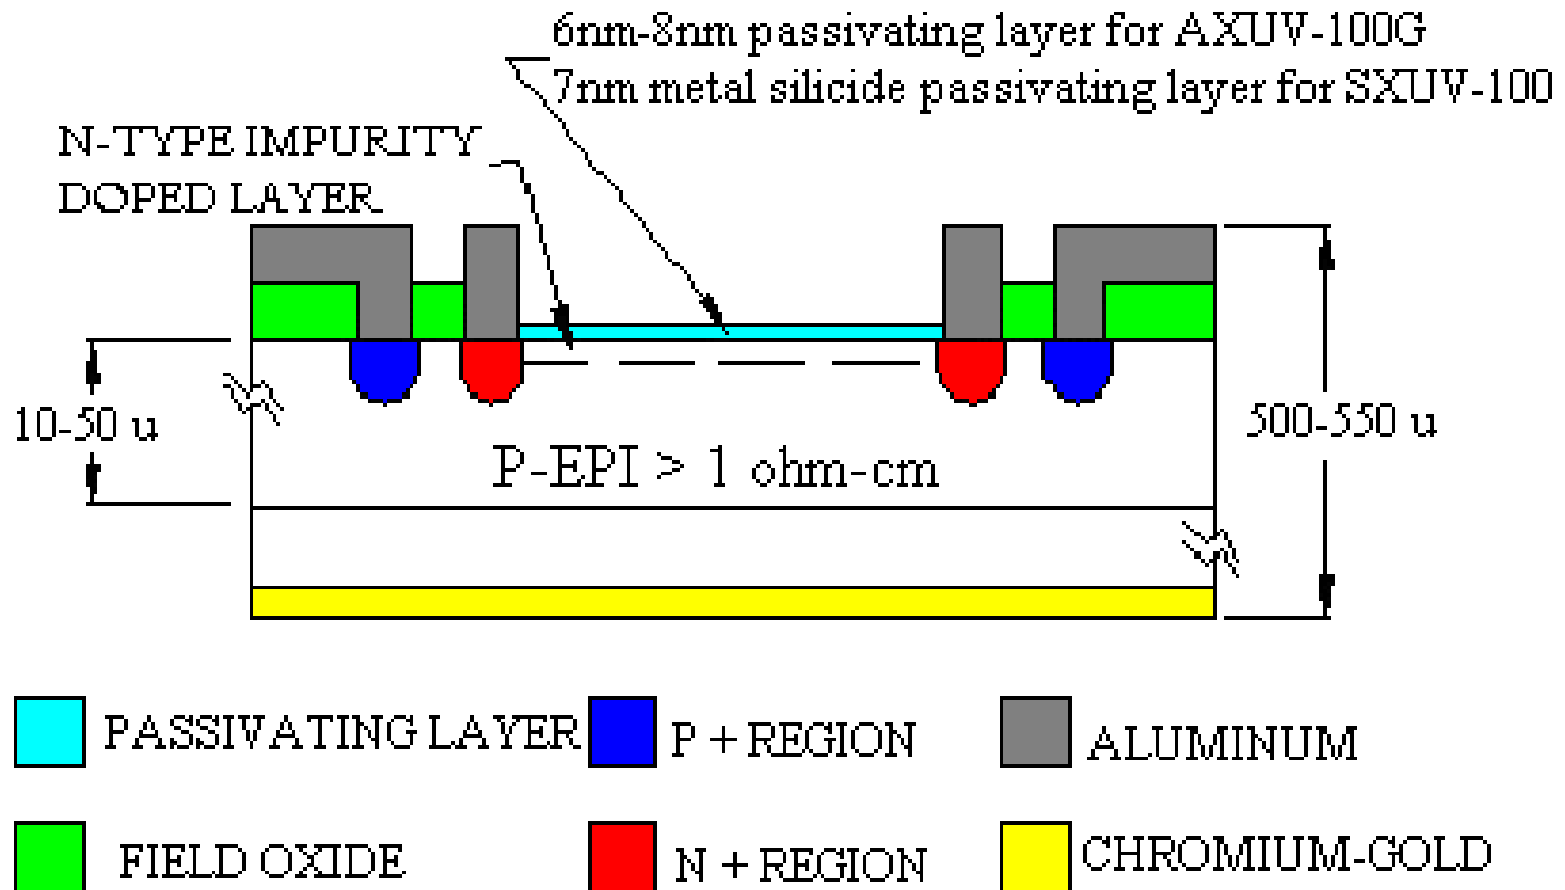 6nm-8nm passivating layer for AXUV-100G
7nm metal silicide passivating layer for SXUV-100
N-TYPE IMPURITY
DOPED LAYER
10-50 u
500-550 u
P-EPI > 1 ohm-cm
PASSIVATING LAYER
P + REGION
ALUMINUM
FIELD OXIDE
N + REGION
CHROMIUM-GOLD